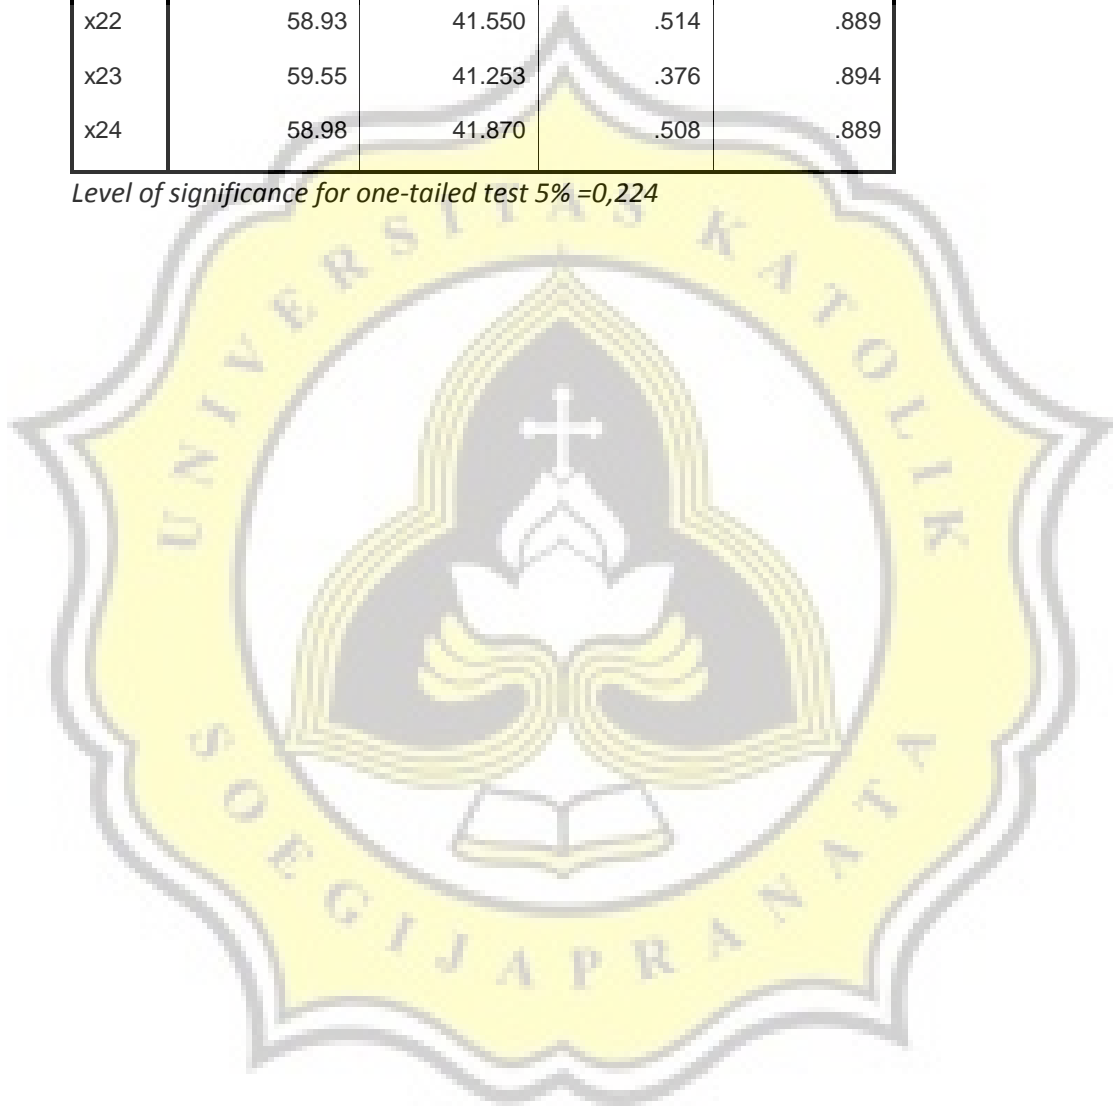 x22 58.93 41.550 .514 .889
x23 59.55 41.253 .376 .894
x24 58.98 41.870 .508 .889
Level of significance for one-tailed test 5% =0,224
UNIVERSITAS KATOLIK
SOEGIJAPRANATA